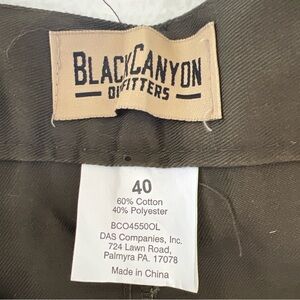 BLACKCANYON
OUTFITTERS
40
60% Cotton
40% Polyester
BCO4550OL
DAS Companies, Inc.
724 Lawn Road,
Palmyra PA. 17078
Made in China